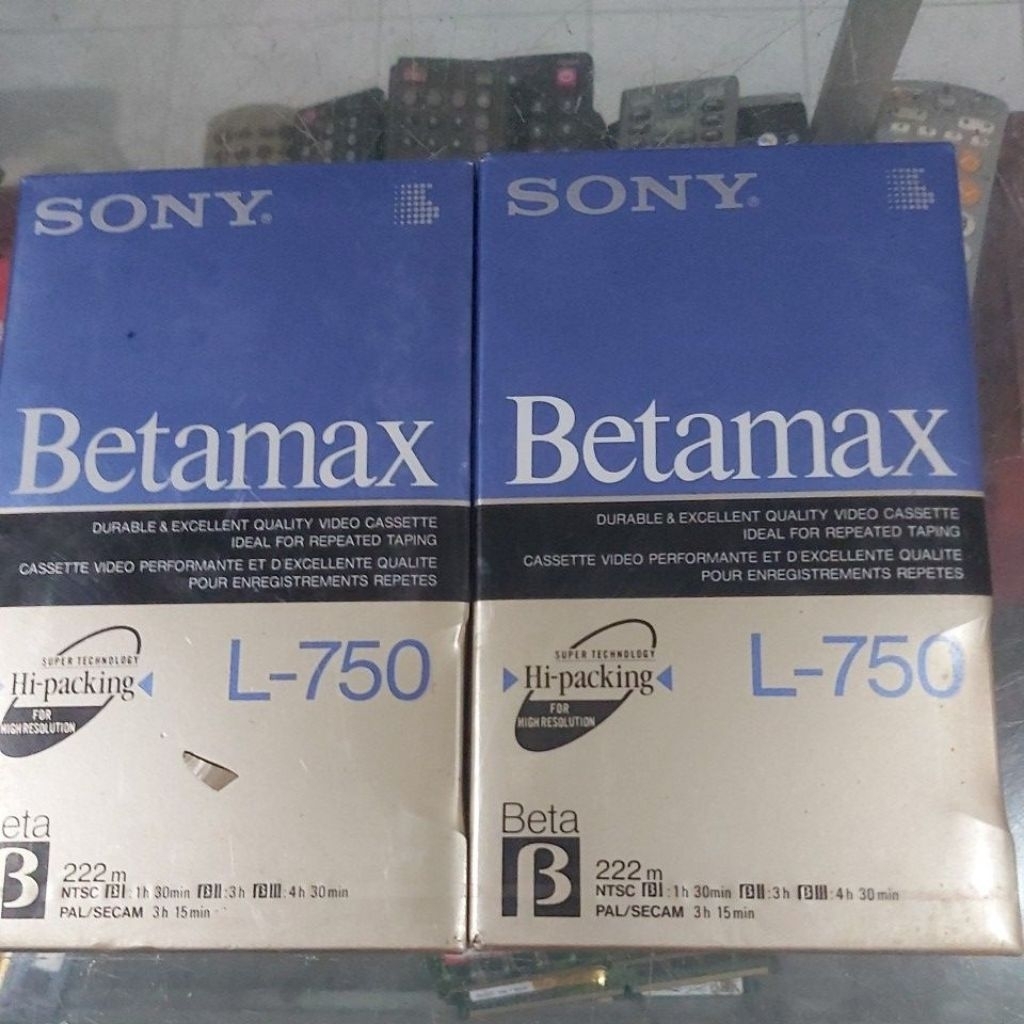 SONY®
Betamax
DURABLE & EXCELLENT QUALITY VIDEO CASSETTE
IDEAL FOR REPEATED TAPING
CASSETTE VIDEO PERFORMANTE ET D'EXCELLENTE QUALITE
POUR ENREGISTREMENTS REPETES
SUPER TECHNOLOGY
Hi-packing
FOR
HIGH RESOLUTION
L-750
eta
β
222 m
NTSC βI : 1h 30min βII : 3h βIII : 4h 30min
PAL/SECAM 3h 15min
SONY®
Betamax
DURABLE & EXCELLENT QUALITY VIDEO CASSETTE
IDEAL FOR REPEATED TAPING
CASSETTE VIDEO PERFORMANTE ET D'EXCELLENTE QUALITE
POUR ENREGISTREMENTS REPETES
SUPER TECHNOLOGY
Hi-packing
FOR
HIGH RESOLUTION
L-750
Beta
β
222 m
NTSC βI : 1h 30min βII : 3h βIII : 4h 30min
PAL/SECAM 3h 15min